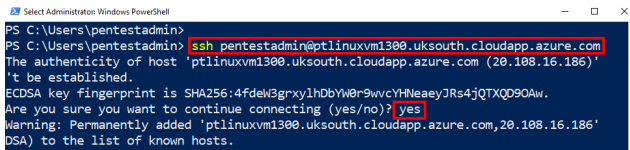 Select Administrator: Windows PowerShell
PS C:\Users\pentestadmin>
PS C:\Users\pentestadmin> ssh pentestadmin@ptlinuxvm1300.uksouth.cloudapp.azure.com
The authenticity of host 'ptlinuxvm1300.uksouth.cloudapp.azure.com (20.108.16.186)'
't be established.
ECDSA key fingerprint is SHA256:4fdeW3grxylhDbYW0r9wvcYHNeaeyJRs4jQTXQD9OAw.
Are you sure you want to continue connecting (yes/no)? yes
Warning: Permanently added 'ptlinuxvm1300.uksouth.cloudapp.azure.com,20.108.16.186'
DSA) to the list of known hosts.